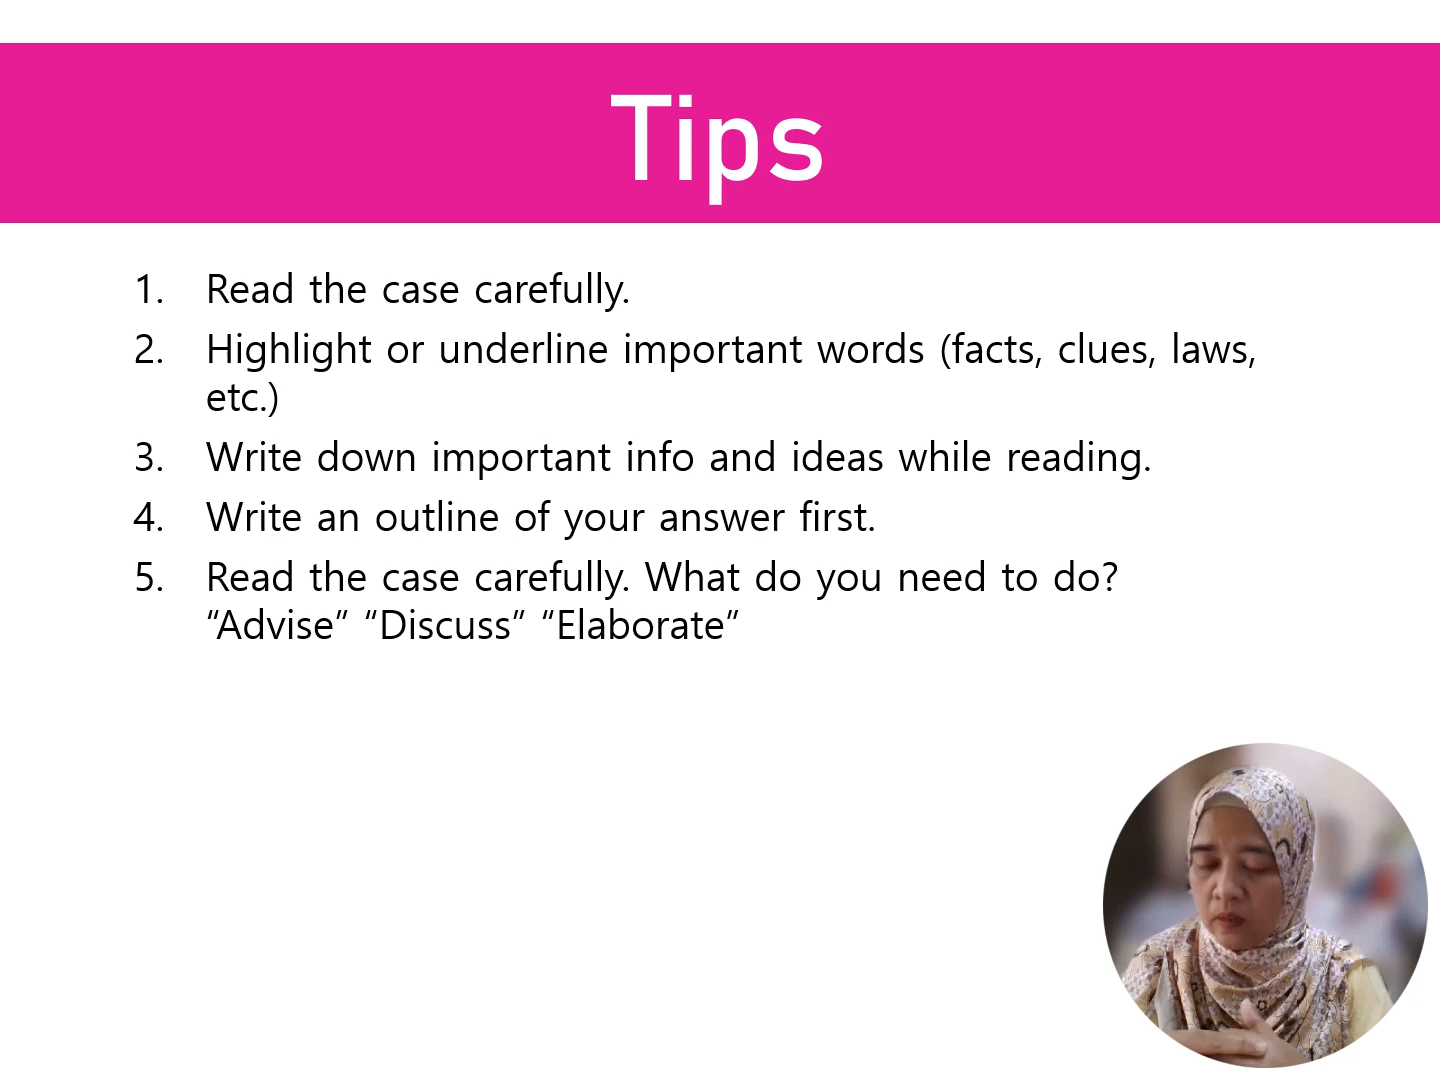 Tips
1. Read the case carefully.
2. Highlight or underline important words (facts, clues, laws,
etc.)
3. Write down important info and ideas while reading.
4. Write an outline of your answer first.
5. Read the case carefully. What do you need to do?
“Advise” “Discuss” “Elaborate”